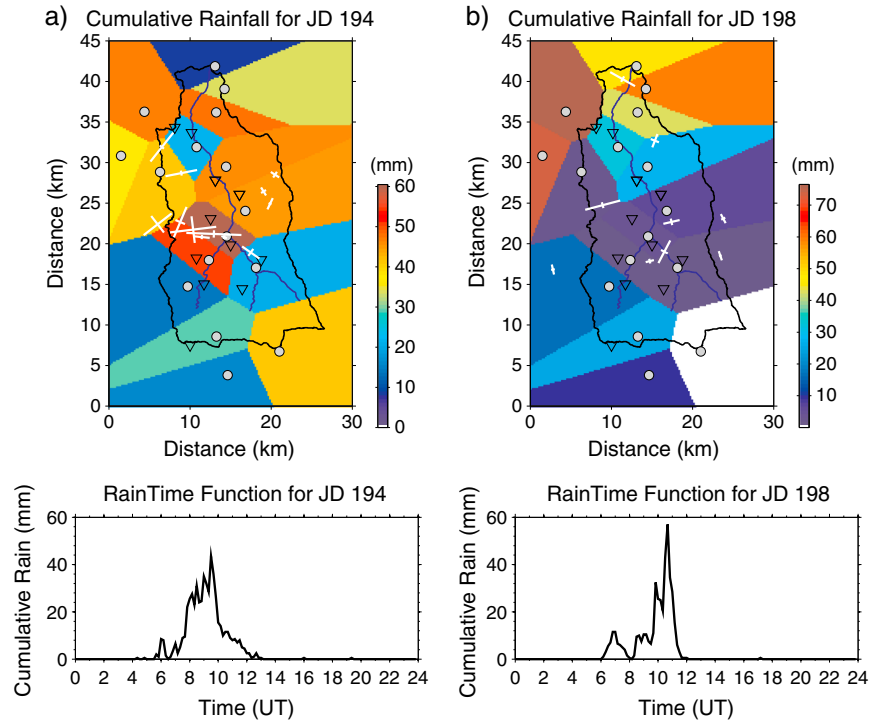 a) Cumulative Rainfall for JD 194
45
40
35
30
25
20
15
10
5
0
Distance (km)
0 10 20 30
Distance (km)
(mm)
60
50
40
30
20
10
0
b) Cumulative Rainfall for JD 198
45
40
35
30
25
20
15
10
5
0
Distance (km)
0 10 20 30
Distance (km)
(mm)
70
60
50
40
30
20
10
RainTime Function for JD 194
60
40
20
0
Cumulative Rain (mm)
0 2 4 6 8 10 12 14 16 18 20 22 24
Time (UT)
RainTime Function for JD 198
60
40
20
0
Cumulative Rain (mm)
0 2 4 6 8 10 12 14 16 18 20 22 24
Time (UT)